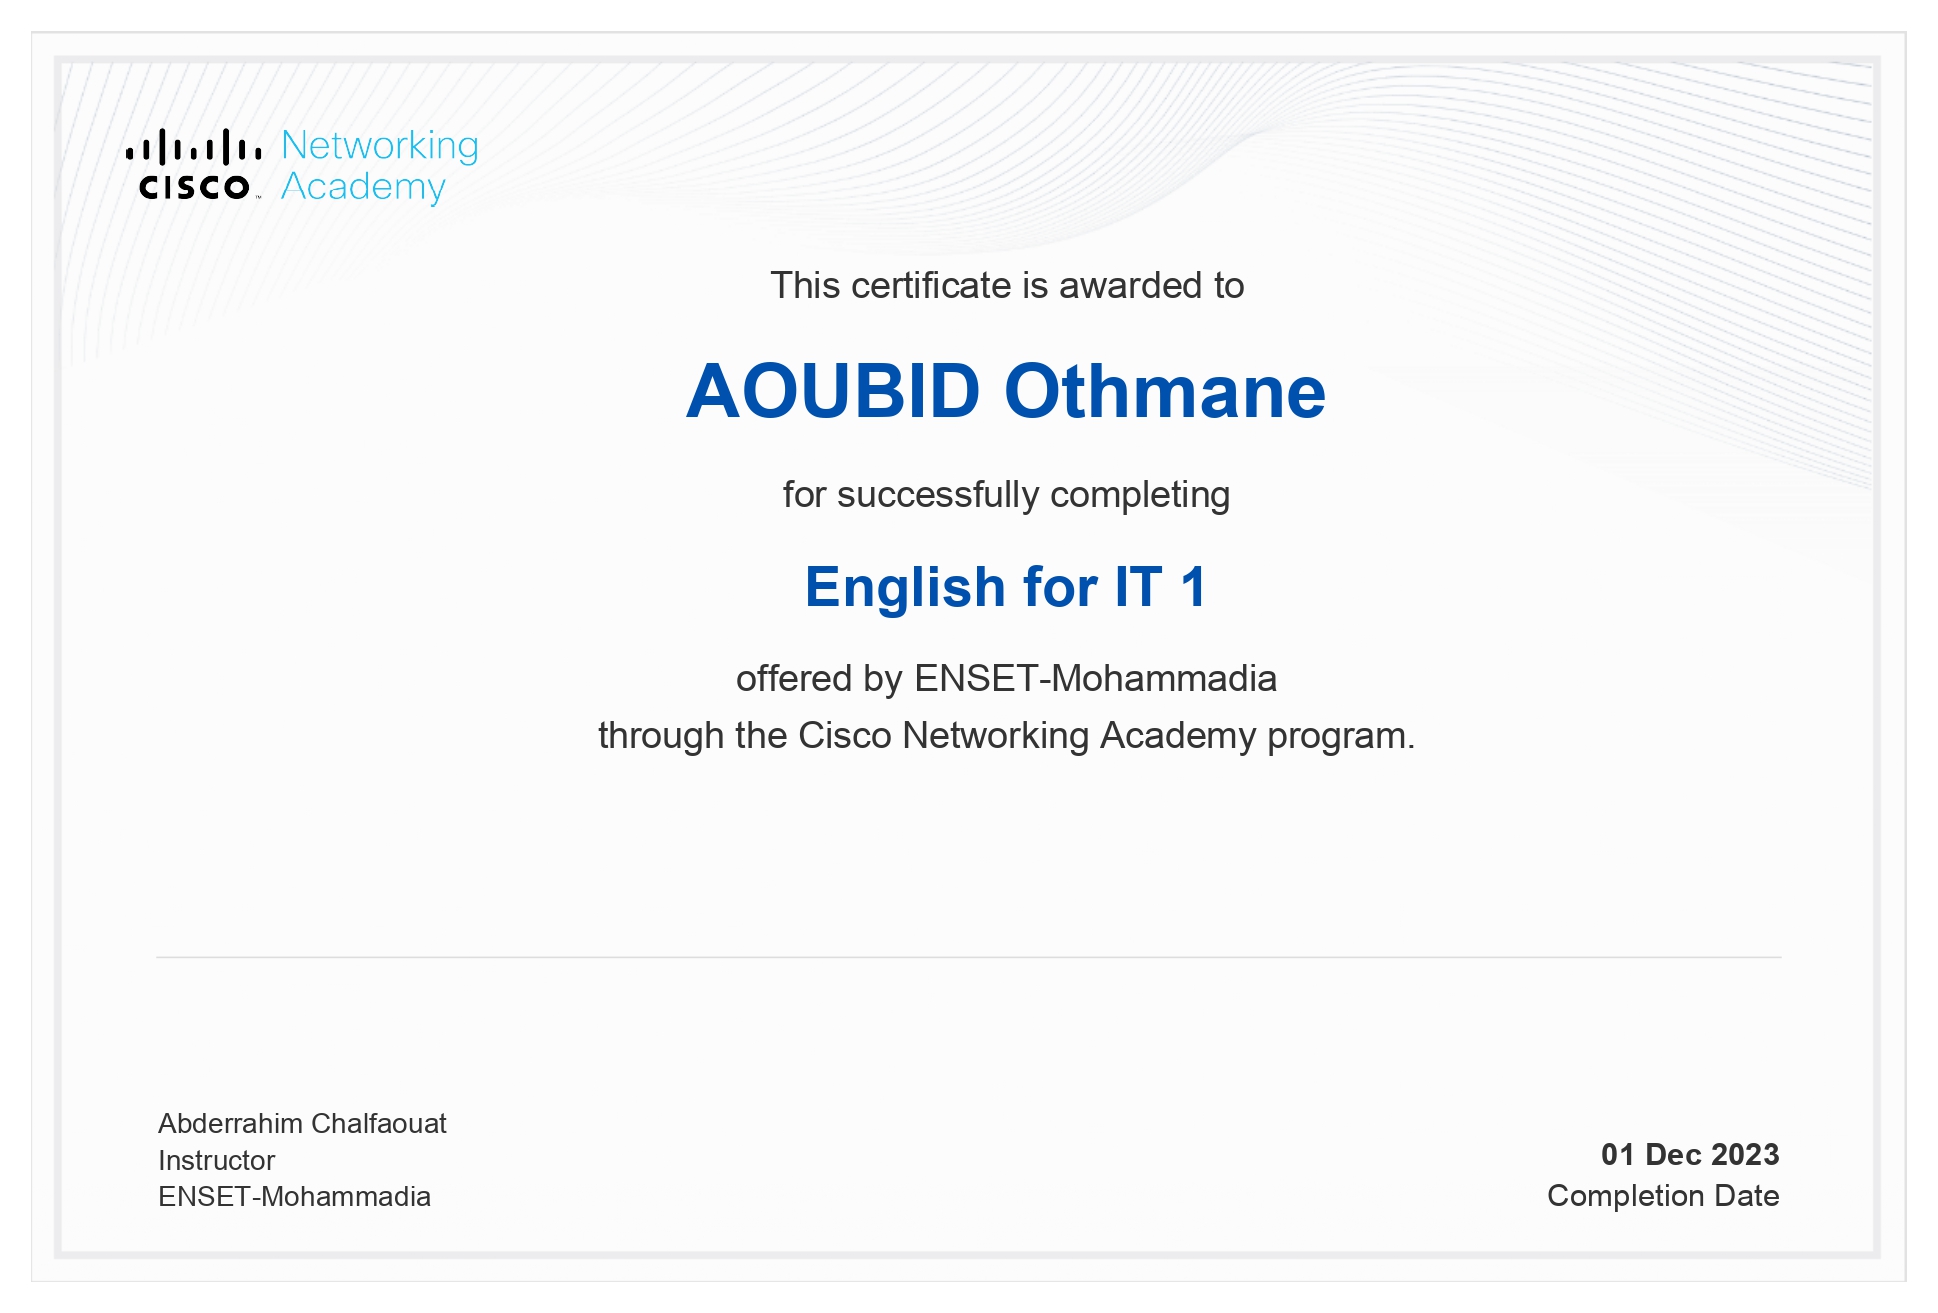 Networking
CISCO™ Academy
This certificate is awarded to
AOUBID Othmane
for successfully completing
English for IT 1
offered by ENSET-Mohammadia
through the Cisco Networking Academy program.
Abderrahim Chalfaouat
Instructor
ENSET-Mohammadia
01 Dec 2023
Completion Date